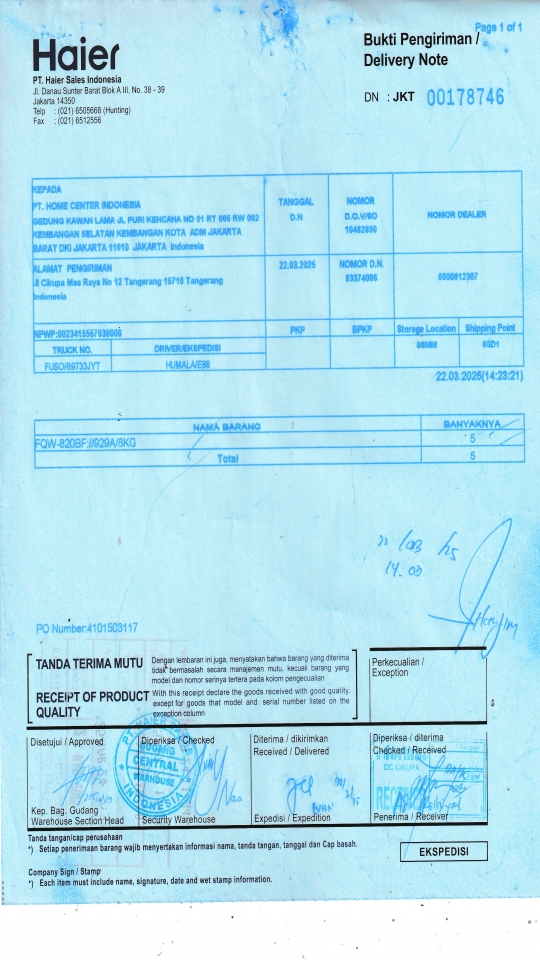 Page 1 of 1
Haier
Bukti Pengiriman /
Delivery Note
PT. Haier Sales Indonesia
Jl. Danau Sunter Barat Blok A III, No. 38 - 39
Jakarta 14350
Telp : (021) 6505668 (Hunting)
Fax : (021) 6512556
DN : JKT 00178746
KEPADA
PT. HOME CENTER INDONESIA
GEDUNG KAWAN LAMA JL PURI KENCANA NO 01 RT 006 RW 002
KEMBANGAN SELATAN KEMBANGAN KOTA ADM JAKARTA
BARAT DKI JAKARTA 11610 JAKARTA Indonesia
TANGGAL
D.N
NOMOR
D.O.Y/SO
10482850
NOMOR DEALER
ALAMAT PENGIRIMAN
Jl Cikupa Mas Raya No 12 Tangerang 15710 Tangerang
Indonesia
22.03.2025
NOMOR D.N.
83374006
6000612307
NPWP:0023415557036000
PKP
BPKP
Storege Location
Shipping Point
TRUCK NO.
DRIVER/EKSPEDISI
FUSO/B9733JYT
HUMALA/EBB
22.03.2025(14:23:21)
NAMA BARANG
BANYAKNYA
FQW-820BF://929A/8KG
5
Total
5
22/03/25
14.03
PO Number:4101503117
TANDA TERIMA MUTU
Dengan lembaran ini juga, menyatakan bahwa barang yang diterima
tidak bermasalah secara manajemen mutu, kecuali barang yang
model dan nomor serinya tertera pada kolom pengecualian
RECEIPT OF PRODUCT
QUALITY
With this receipt declare the goods received with good quality,
except for goods that model and serial number listed on the
exception column
Perkecualian /
Exception
Disetujui / Approved
Diperiksa / Checked
Diterima / dikirimkan
Received / Delivered
Diperiksa / diterima
Checked / Received
PT. HAIER SALES
GUDANG
CENTRAL
WAREHOUSE
INDONESIA
DC CIKUPA
Kep. Bag. Gudang
Warehouse Section Head
Security Warehouse
Expedisi / Expedition
Penerima / Receiver
Tanda tangan/cap perusahaan
*) Setiap penerimaan barang wajib menyertakan informasi nama, tanda tangan, tanggal dan Cap basah.
EKSPEDISI
Company Sign / Stamp
*) Each item must include name, signature, date and wet stamp information.